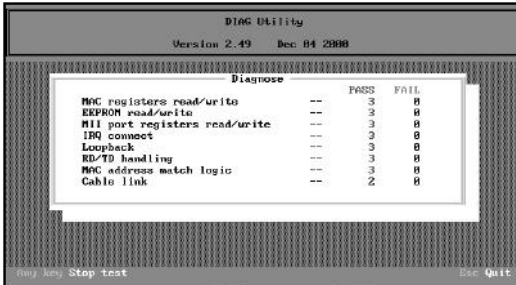 DIAG Utility
Version 2.49 Dec 04 2000
Diagnose
PASS FAIL
MAC registers read/write -- 3 0
EEPROM read/write -- 3 0
MII port registers read/write -- 3 0
IRQ connect -- 3 0
Loopback -- 3 0
RD/TD handling -- 3 0
MAC address match logic -- 3 0
Cable link -- 2 0
Any key Stop test Esc Quit